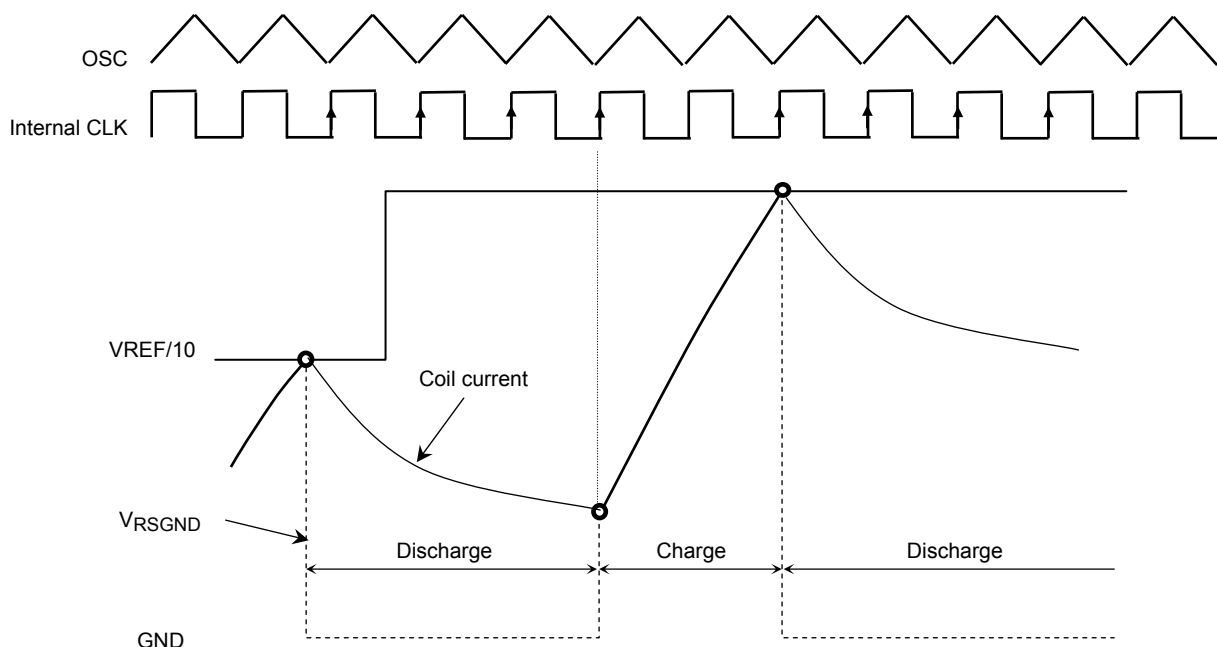 OSC
Internal CLK
VREF/10
Coil current
VRSGND
Discharge
Charge
Discharge
GND